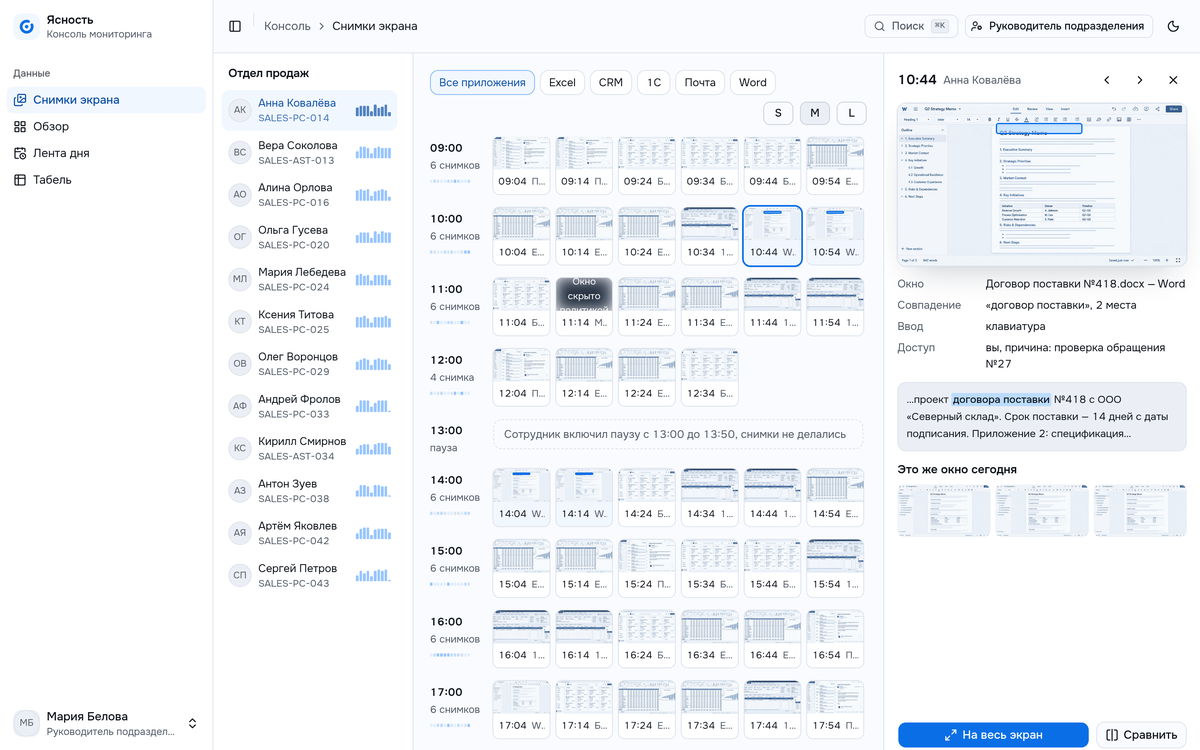 Ясность
Консоль мониторинга
Данные
Снимки экрана
Обзор
Лента дня
Табель
МБ
Мария Белова
Руководитель подраздел...
Консоль > Снимки экрана
Поиск ⌘K
Руководитель подразделения
Отдел продаж
АК Анна Ковалёва
SALES-PC-014
ВС Вера Соколова
SALES-AST-013
АО Алина Орлова
SALES-PC-016
ОГ Ольга Гусева
SALES-PC-020
МЛ Мария Лебедева
SALES-PC-024
КТ Ксения Титова
SALES-PC-025
ОВ Олег Воронцов
SALES-PC-029
АФ Андрей Фролов
SALES-PC-033
КС Кирилл Смирнов
SALES-AST-034
АЗ Антон Зуев
SALES-PC-038
АЯ Артём Яковлев
SALES-PC-042
СП Сергей Петров
SALES-PC-043
Все приложения Excel CRM 1С Почта Word
S M L
09:00
6 снимков
09:04 П... 09:14 П... 09:24 Б... 09:34 Б... 09:44 Б... 09:54 E...
10:00
6 снимков
10:04 E... 10:14 E... 10:24 E... 10:34 1... 10:44 W... 10:54 W...
11:00
6 снимков
Окно
скрыто
политикой
11:04 Б... 11:14 М... 11:24 E... 11:34 E... 11:44 1... 11:54 1...
12:00
4 снимка
12:04 П... 12:14 E... 12:24 E... 12:34 Б...
13:00
пауза
Сотрудник включил паузу с 13:00 до 13:50, снимки не делались
14:00
6 снимков
14:04 W... 14:14 W... 14:24 Б... 14:34 1... 14:44 1... 14:54 E...
15:00
6 снимков
15:04 E... 15:14 E... 15:24 П... 15:34 Б... 15:44 Б... 15:54 1...
16:00
6 снимков
16:04 1... 16:14 1... 16:24 Б... 16:34 E... 16:44 E... 16:54 П...
17:00
6 снимков
17:04 W... 17:14 Б... 17:24 E... 17:34 E... 17:44 1... 17:54 П...
10:44 Анна Ковалёва
Q3 Strategy Memo
Окно Договор поставки №418.docx — Word
Совпадение «договор поставки», 2 места
Ввод клавиатура
Доступ вы, причина: проверка обращения
№27
...проект договора поставки №418 с ООО
«Северный склад». Срок поставки — 14 дней с даты
подписания. Приложение 2: спецификация...
Это же окно сегодня
На весь экран
Сравнить